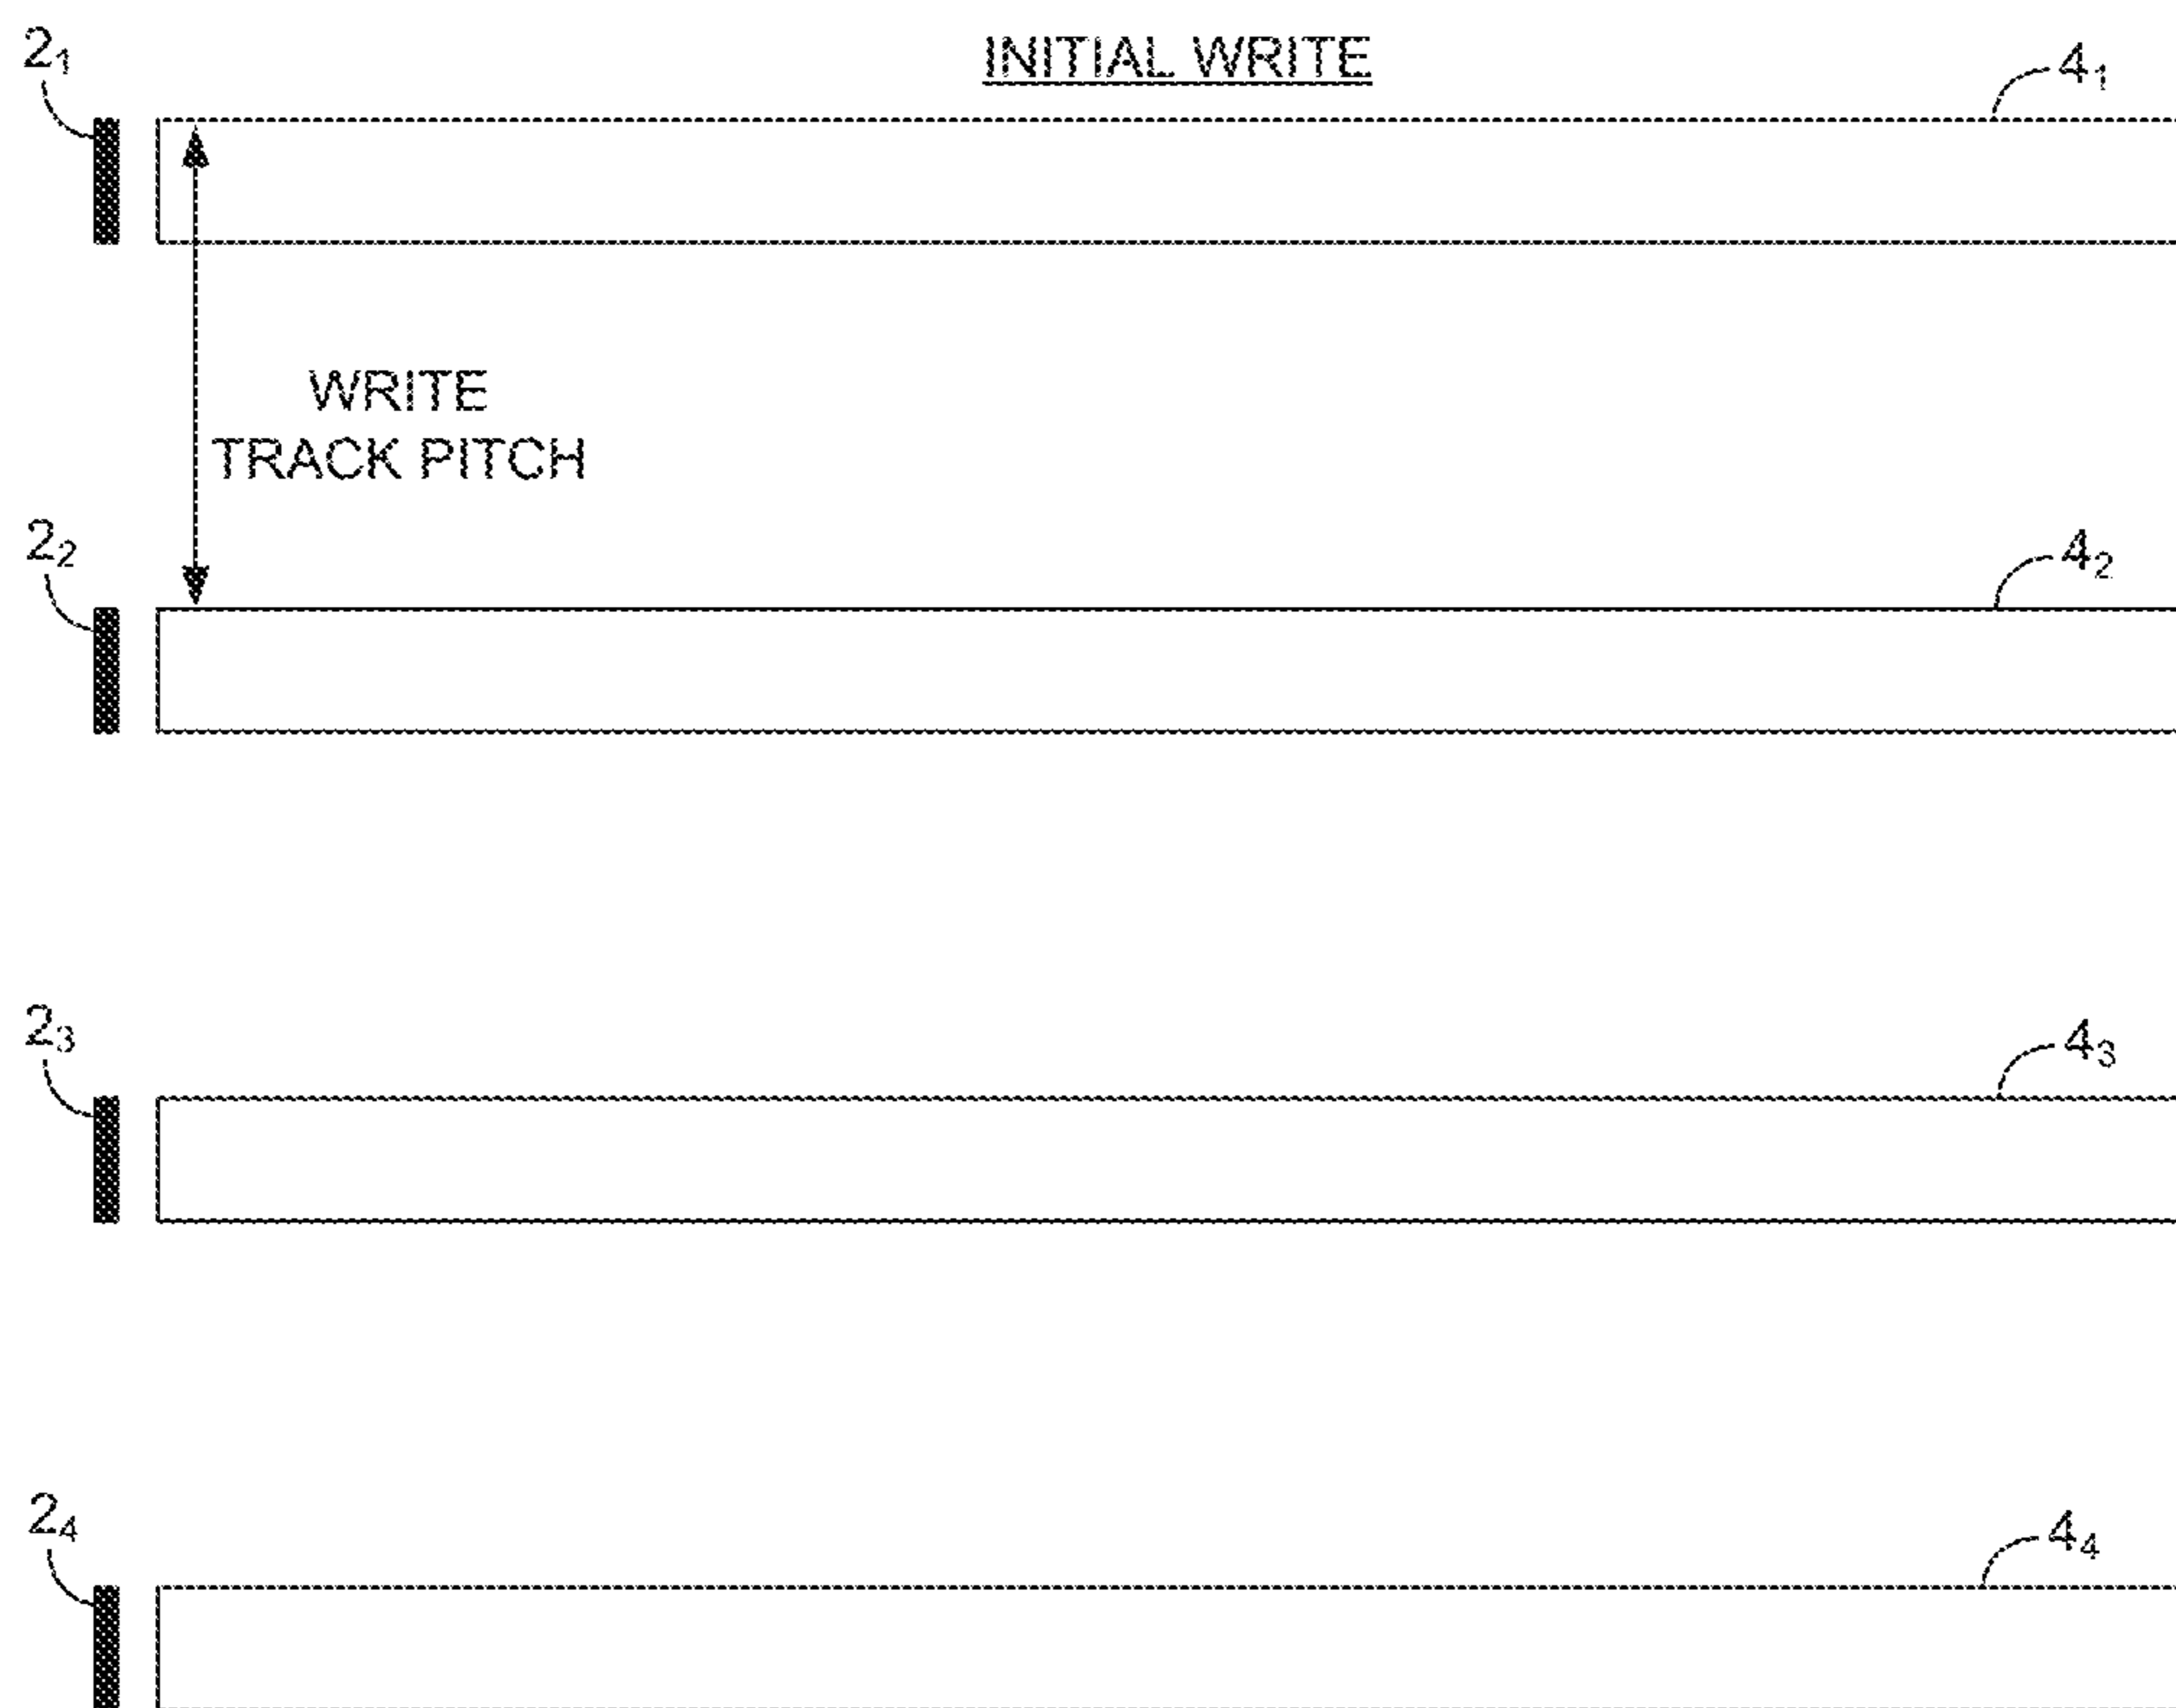 2₁
INITIAL WRITE
4₁
WRITE
TRACK PITCH
2₂
4₂
2₃
4₃
2₄
4₄